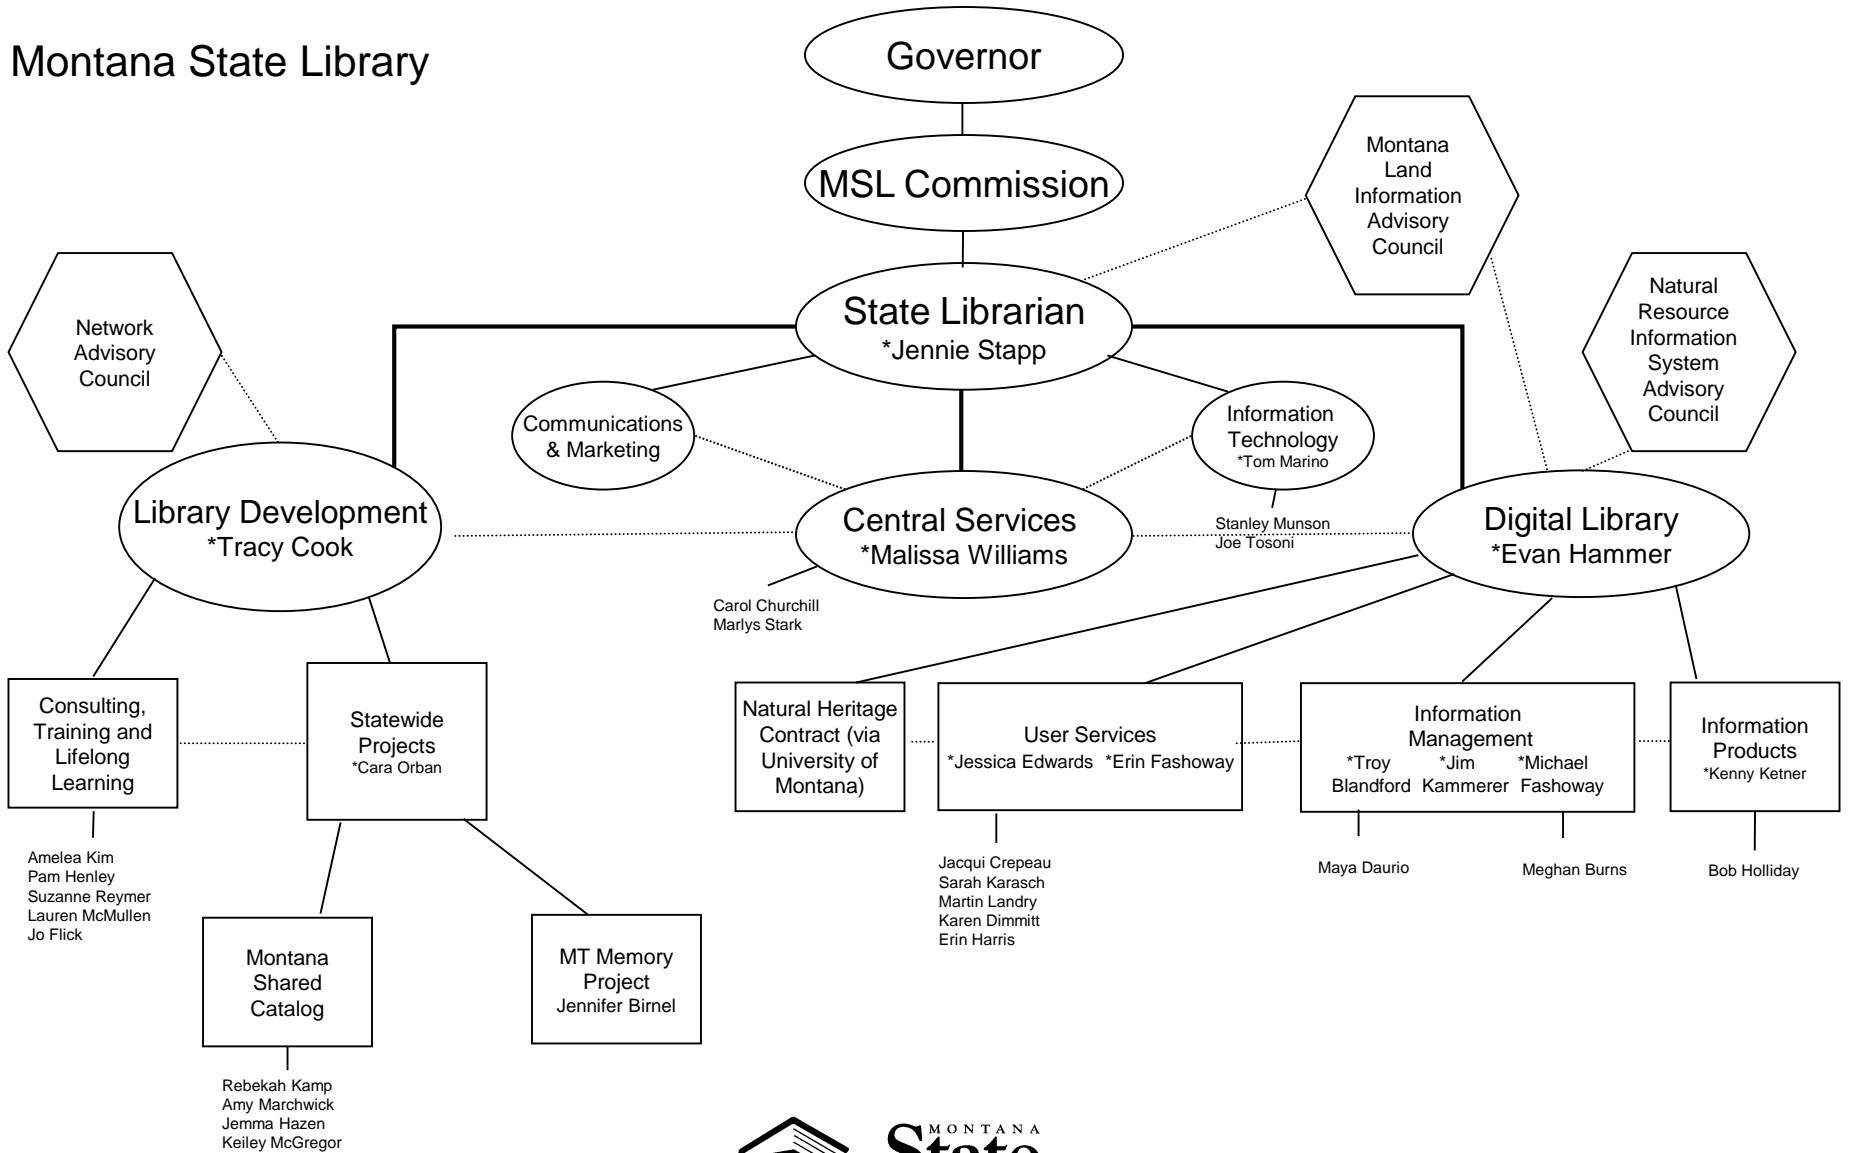 Montana State Library
Governor
MSL Commission
Montana
Land
Information
Advisory
Council
Natural
Resource
Information
System
Advisory
Council
Network
Advisory
Council
State Librarian
*Jennie Stapp
Communications
& Marketing
Information
Technology
*Tom Marino
Stanley Munson
Joe Tosoni
Library Development
*Tracy Cook
Central Services
*Malissa Williams
Carol Churchill
Marlys Stark
Digital Library
*Evan Hammer
Consulting,
Training and
Lifelong
Learning
Amelea Kim
Pam Henley
Suzanne Reymer
Lauren McMullen
Jo Flick
Statewide
Projects
*Cara Orban
Montana
Shared
Catalog
Rebekah Kamp
Amy Marchwick
Jemma Hazen
Keiley McGregor
MT Memory
Project
Jennifer Birnel
Natural Heritage
Contract (via
University of
Montana)
User Services
*Jessica Edwards *Erin Fashoway
Jacqui Crepeau
Sarah Karasch
Martin Landry
Karen Dimmitt
Erin Harris
Information
Management
*Troy *Jim *Michael
Blandford Kammerer Fashoway
Maya Daurio
Meghan Burns
Information
Products
*Kenny Ketner
Bob Holliday
MONTANA
State